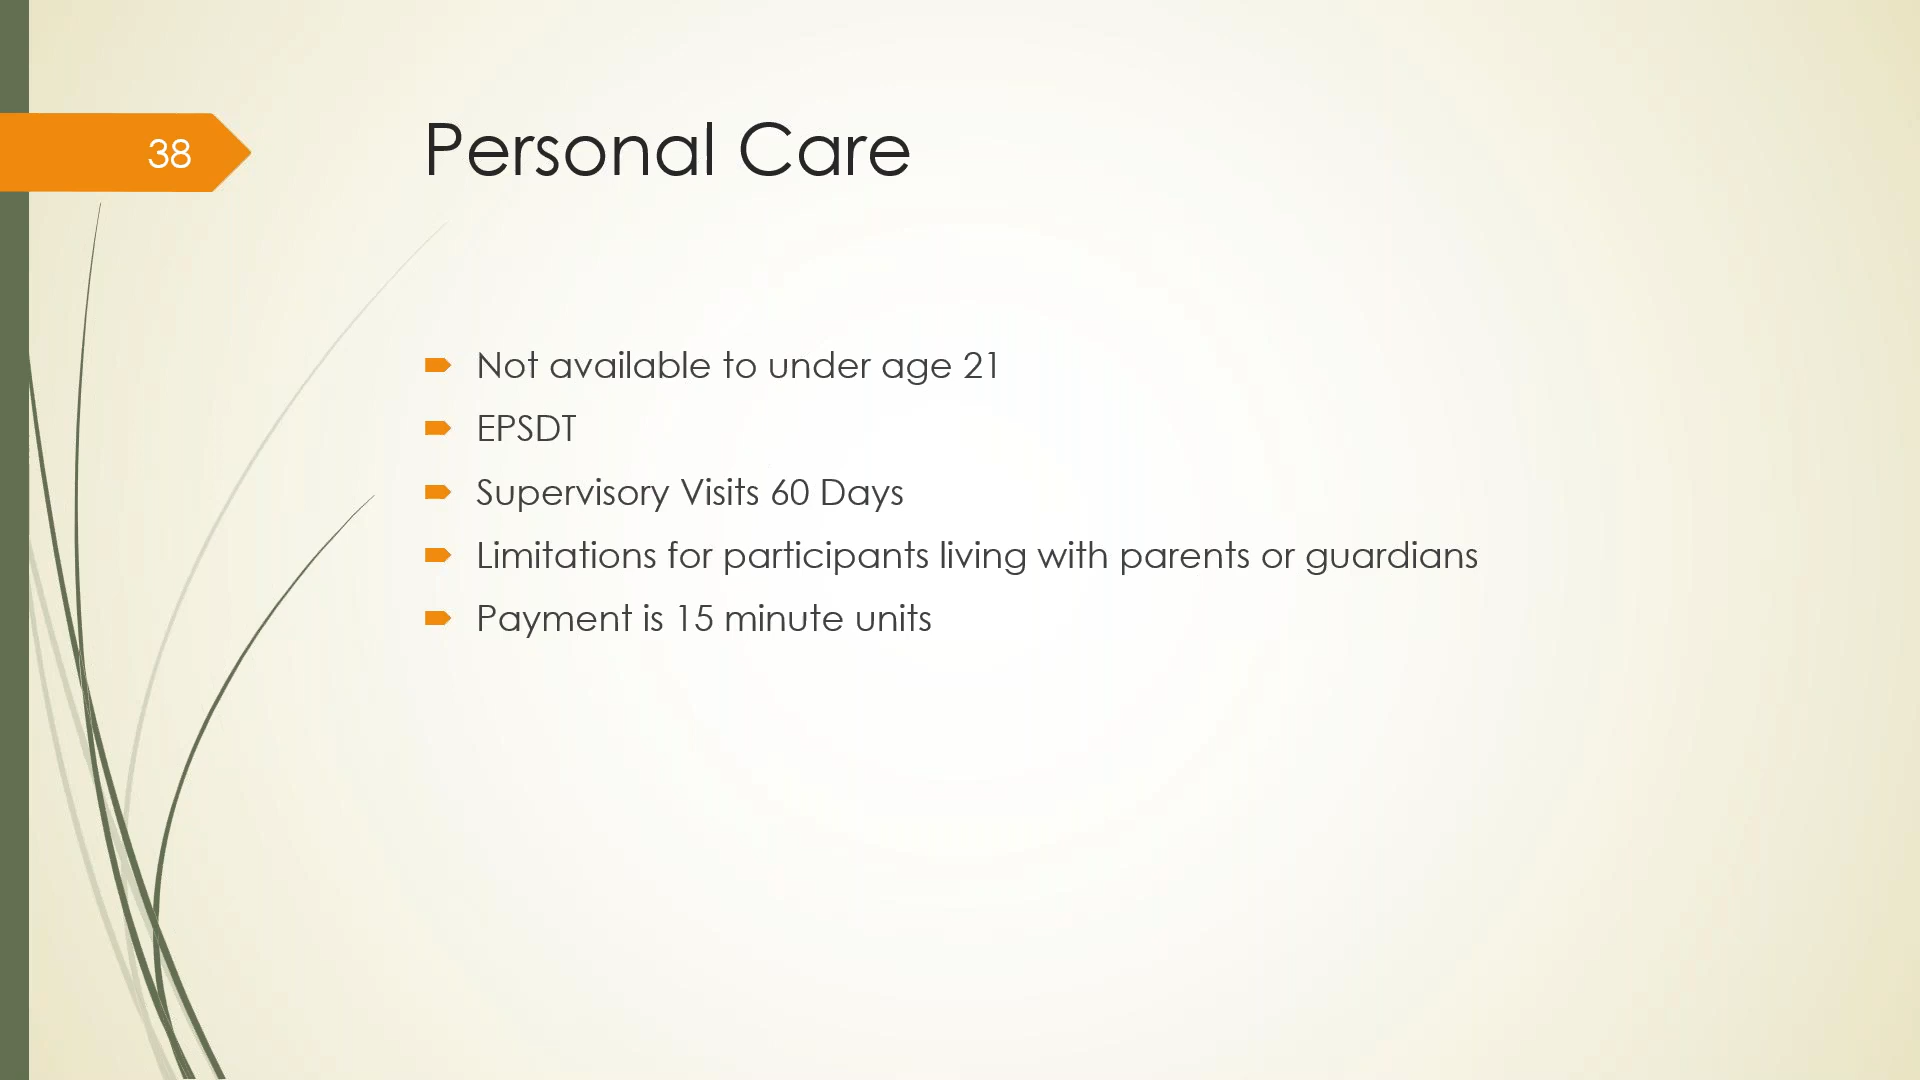 38
Personal Care
Not available to under age 21
EPSDT
Supervisory Visits 60 Days
Limitations for participants living with parents or guardians
Payment is 15 minute units